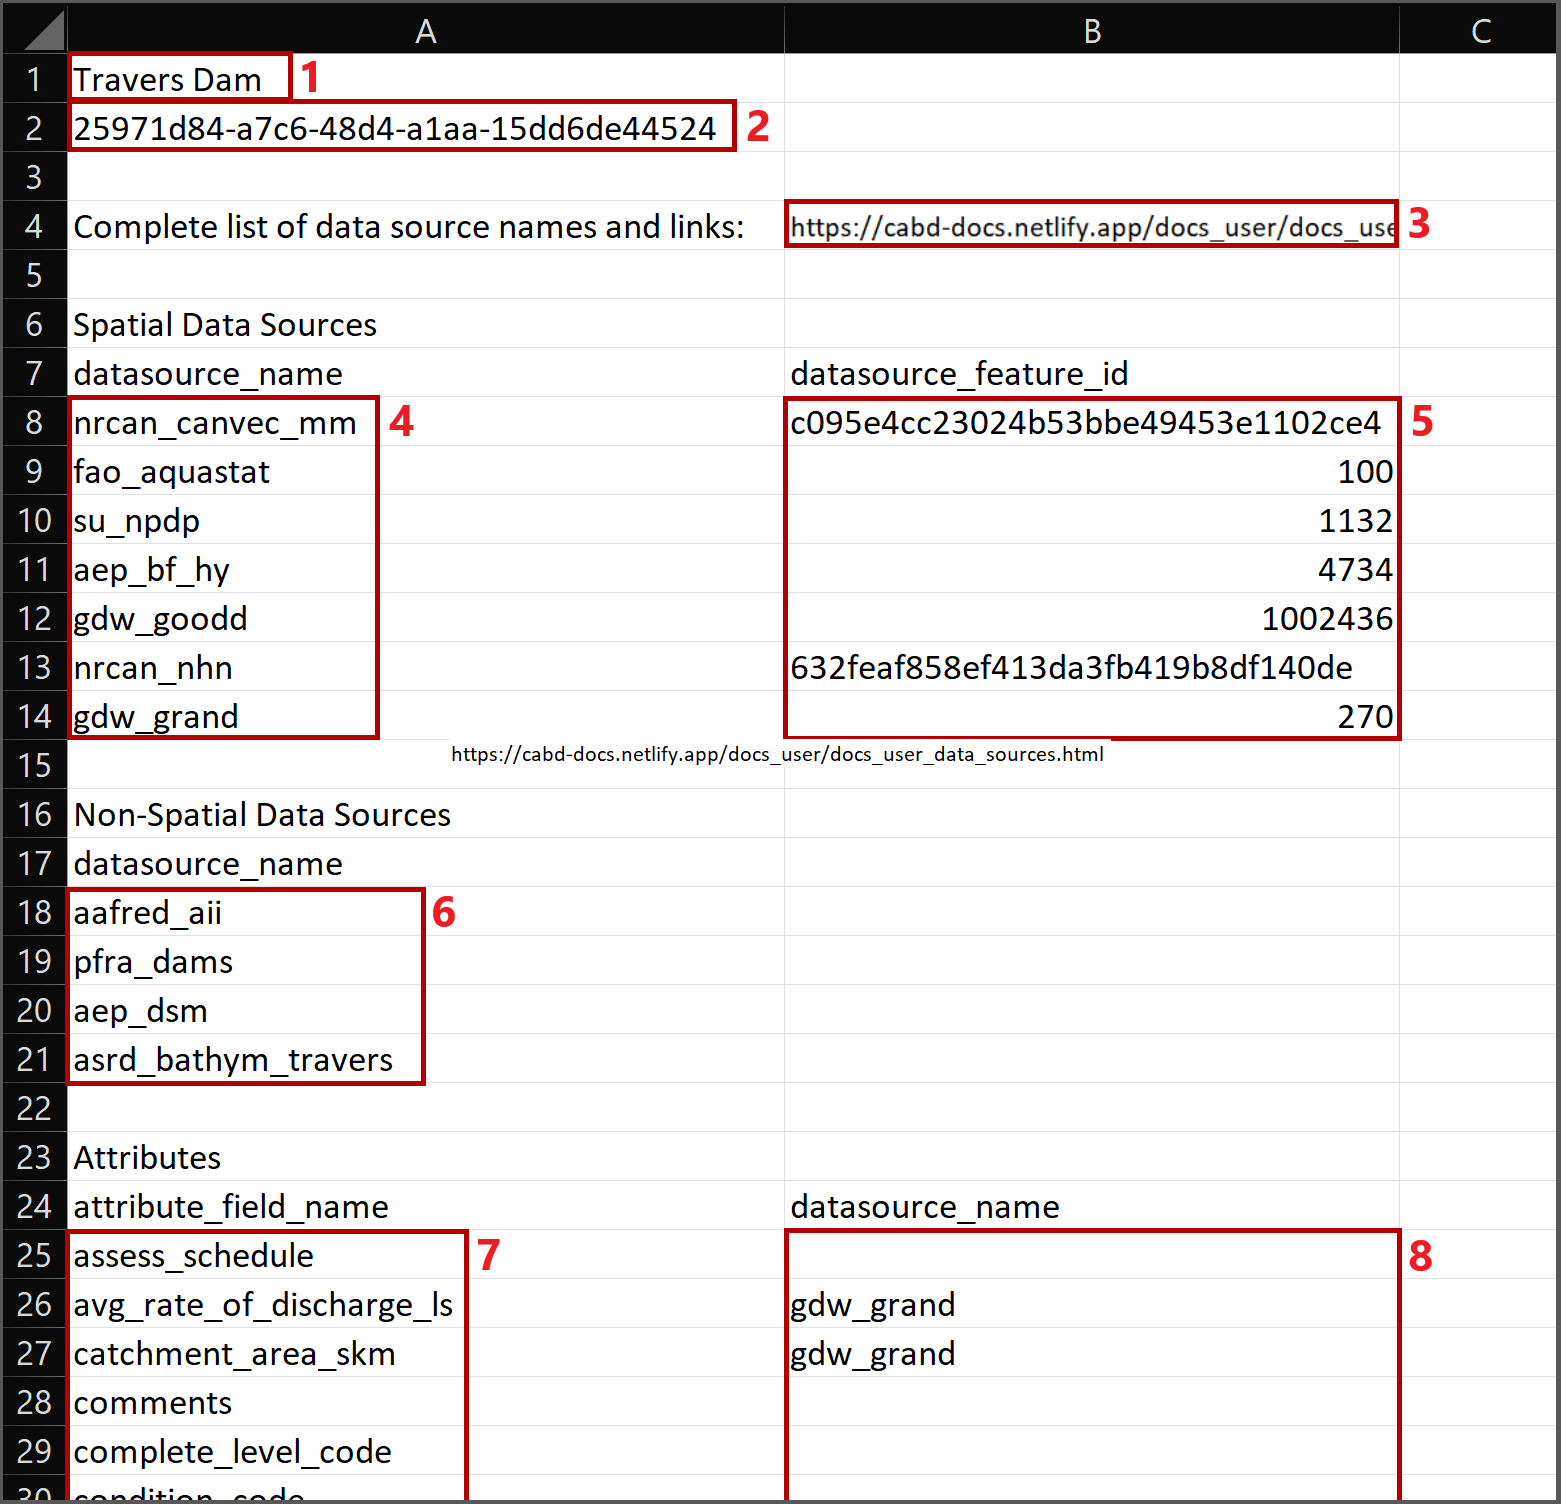 A B C
1 Travers Dam 1
2 25971d84-a7c6-48d4-a1aa-15dd6de44524 2
3
4 Complete list of data source names and links: https://cabd-docs.netlify.app/docs_user/docs_use 3
5
6 Spatial Data Sources
7 datasource_name datasource_feature_id
8 nrcan_canvec_mm 4 c095e4cc23024b53bbe49453e1102ce4 5
9 fao_aquastat 100
10 su_npdp 1132
11 aep_bf_hy 4734
12 gdw_goodd 1002436
13 nrcan_nhn 632feaf858ef413da3fb419b8df140de
14 gdw_grand 270
15 https://cabd-docs.netlify.app/docs_user/docs_user_data_sources.html
16 Non-Spatial Data Sources
17 datasource_name
18 aafred_aii 6
19 pfra_dams
20 aep_dsm
21 asrd_bathym_travers
22
23 Attributes
24 attribute_field_name datasource_name
25 assess_schedule 7 8
26 avg_rate_of_discharge_ls gdw_grand
27 catchment_area_skm gdw_grand
28 comments
29 complete_level_code
30 condition_code